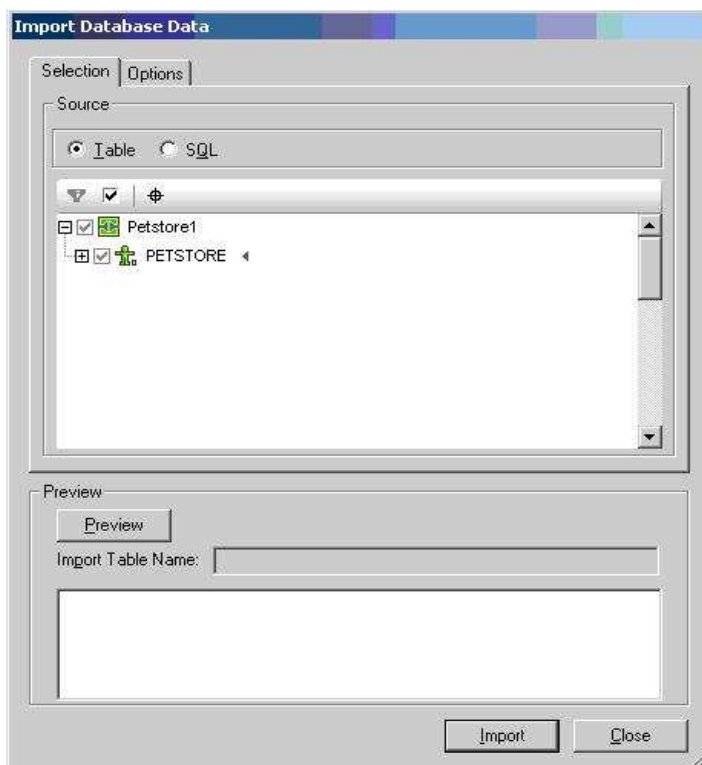 Import Database Data
Selection Options
Source
Table SQL
Petstore1
PETSTORE
Preview
Preview
Import Table Name:
Import Close